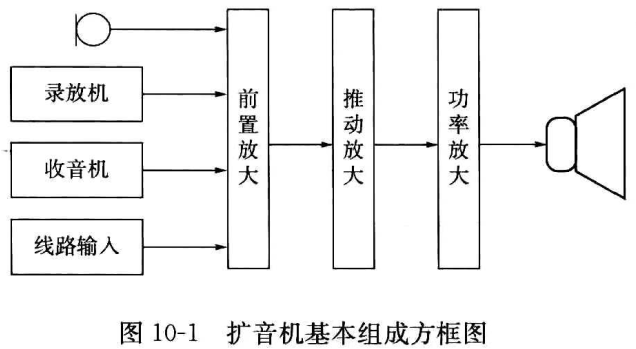 录放机
收音机
线路输入
前置放大
推动放大
功率放大
图 10-1 扩音机基本组成方框图